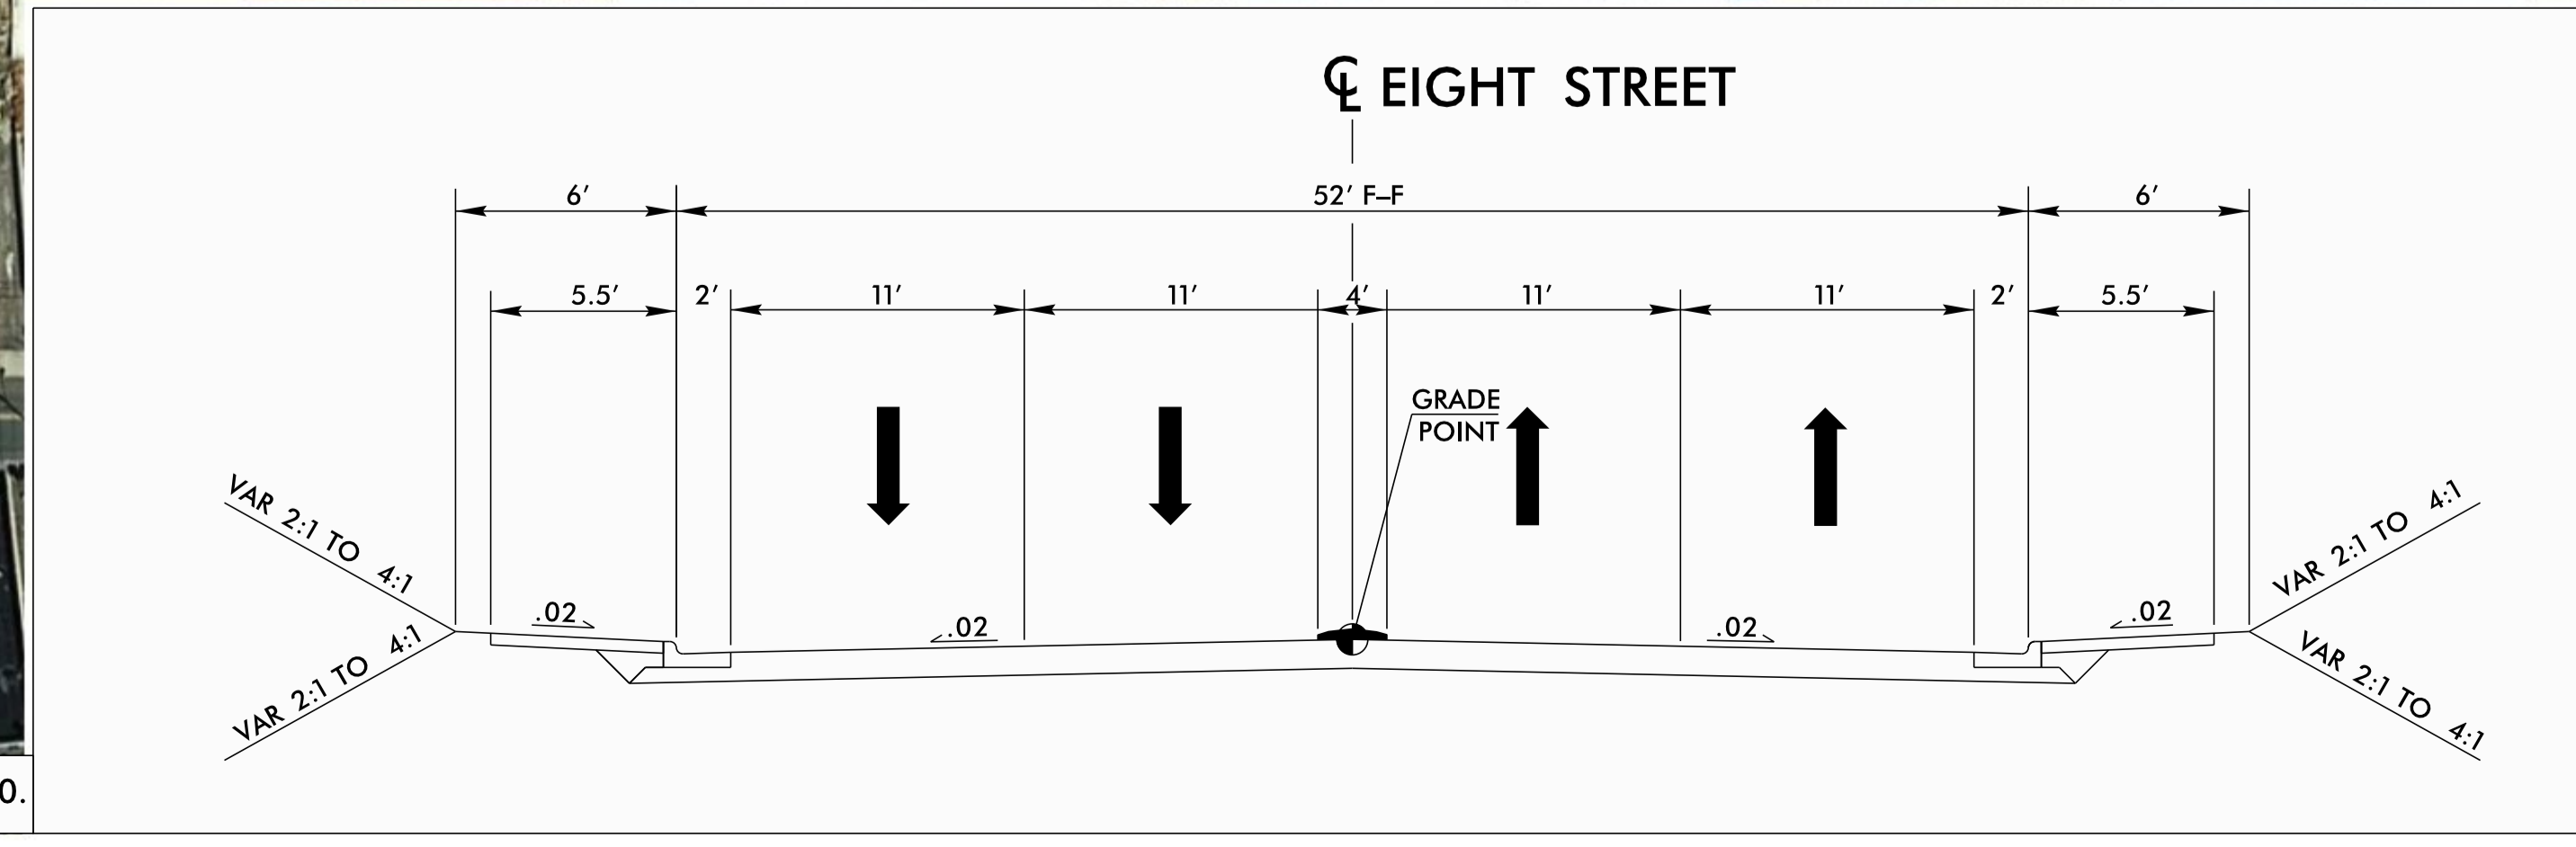 ℄ EIGHT STREET
6′ 52′ F–F 6′
5.5′ 2′ 11′ 11′ 4′ 11′ 11′ 2′ 5.5′
GRADE
POINT
VAR 2:1 TO 4:1
VAR 2:1 TO 4:1
.02 .02 .02 .02
VAR 2:1 TO 4:1
VAR 2:1 TO 4:1
0.